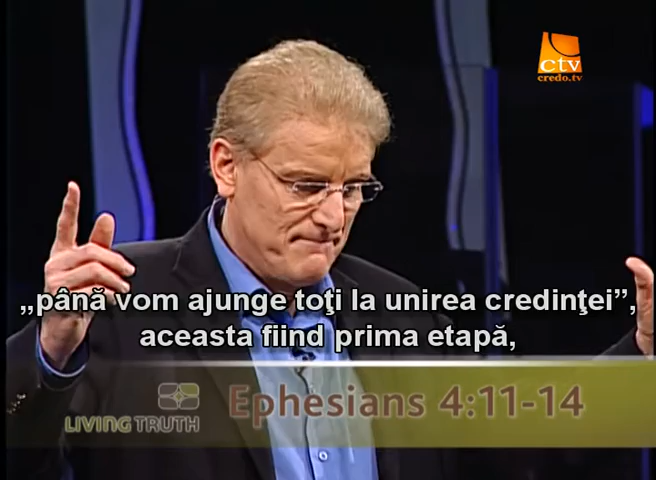 ctv
credo.tv
„până vom ajunge toţi la unirea credinţei”,
aceasta fiind prima etapă,
LIVING TRUTH
Ephesians 4:11-14